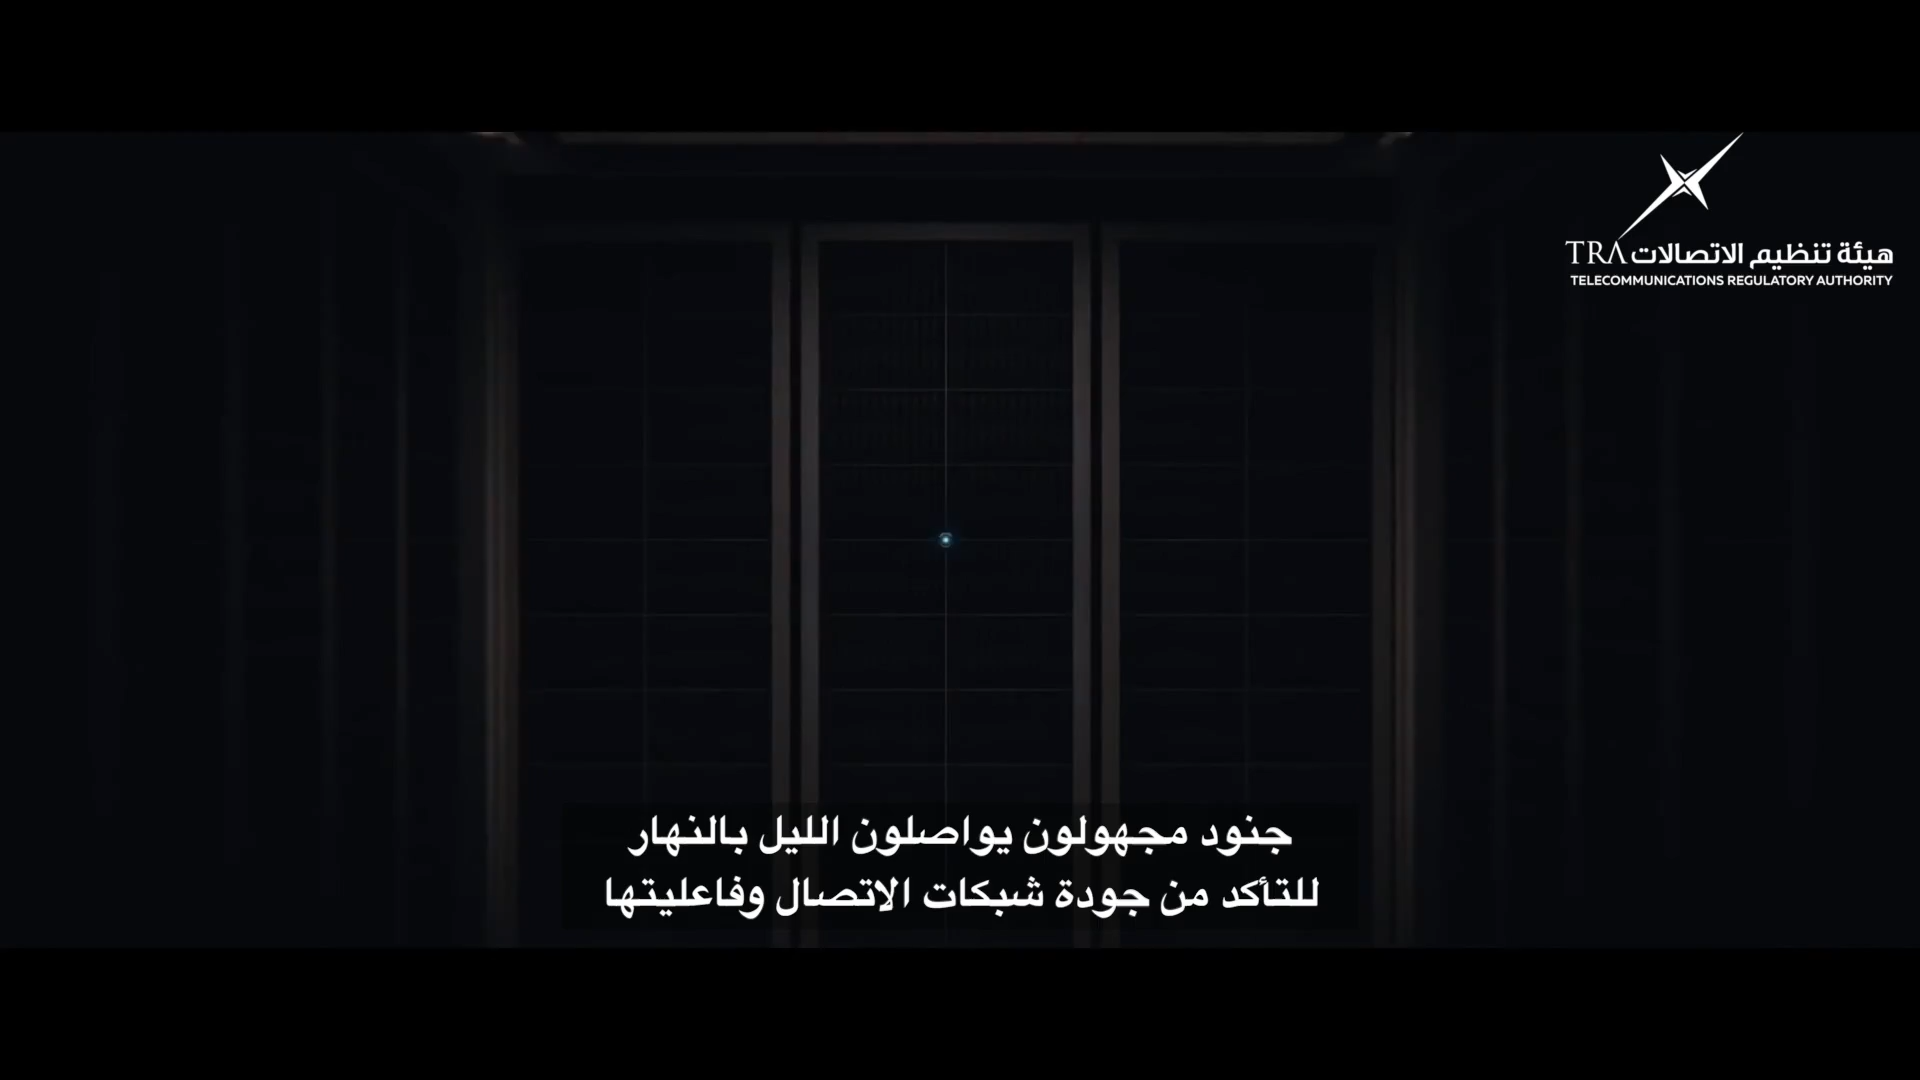 هيئة تنظيم الاتصالات TRA
TELECOMMUNICATIONS REGULATORY AUTHORITY
جنود مجهولون يواصلون الليل بالنهار
للتأكد من جودة شبكات الاتصال وفاعليتها